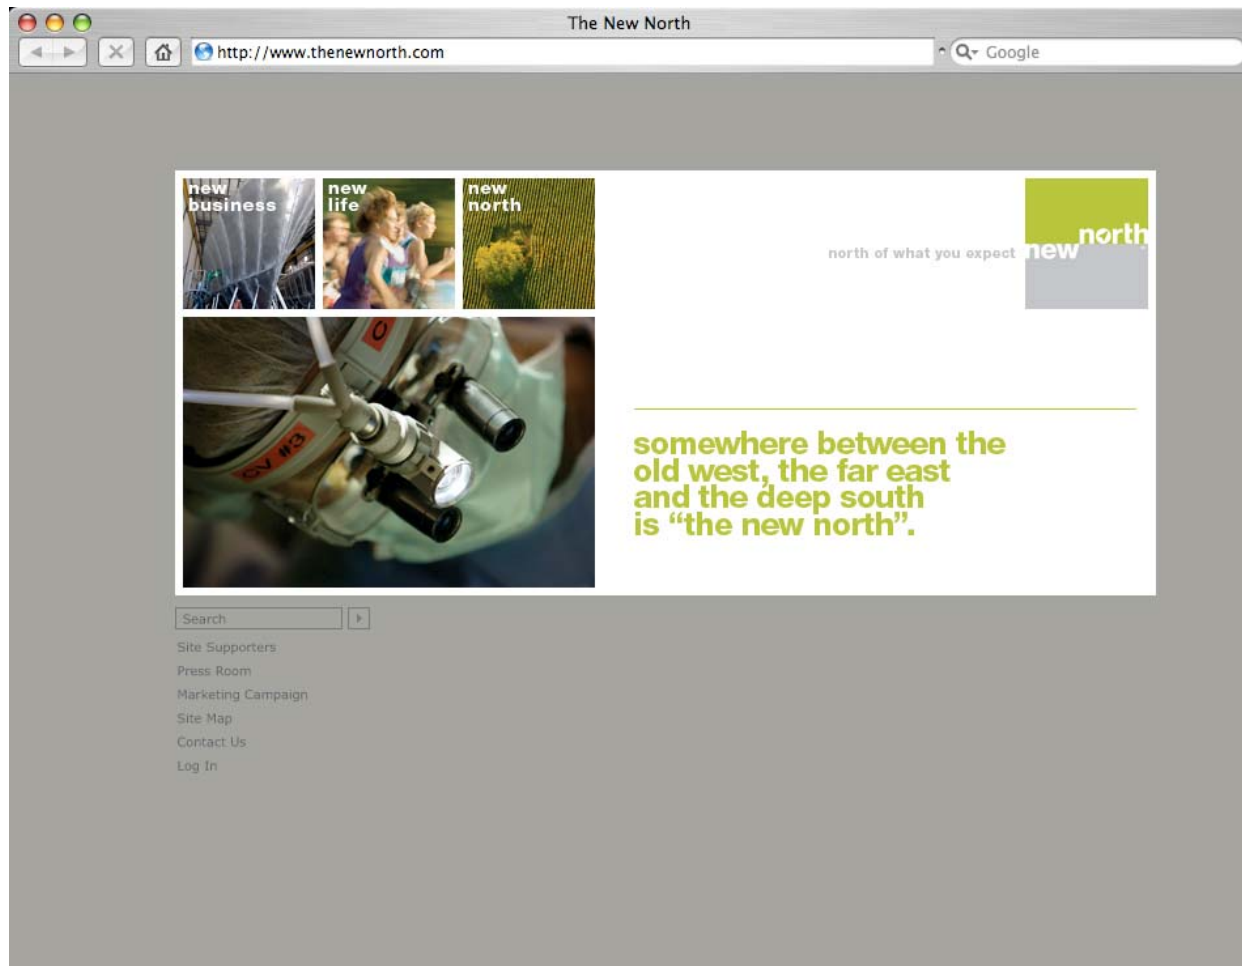 The New North
http://www.thenewnorth.com
Google
new
business
new
life
new
north
north of what you expect
new north
CV #3
somewhere between the
old west, the far east
and the deep south
is “the new north”.
Search
Site Supporters
Press Room
Marketing Campaign
Site Map
Contact Us
Log In